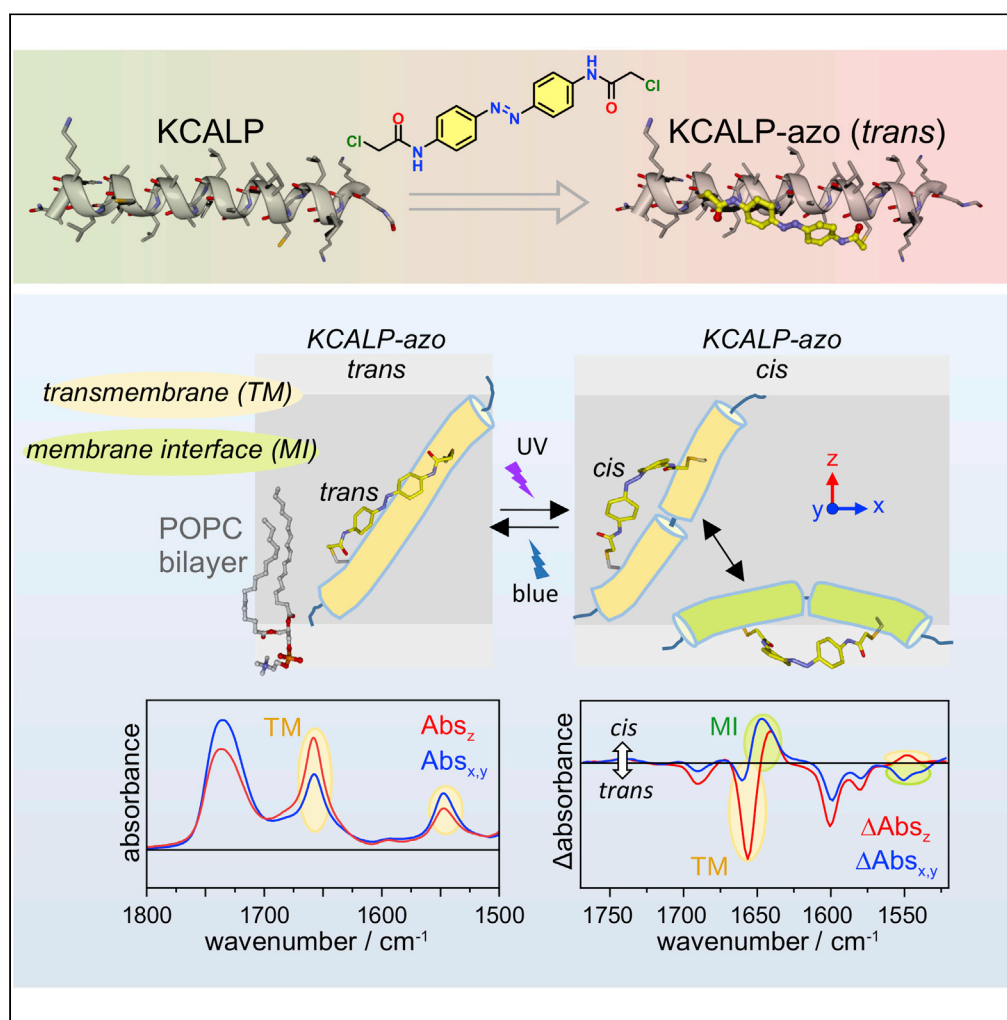 KCALP
KCALP-azo (trans)
Cl
O
N
H
N
N
H
N
O
Cl
KCALP-azo
trans
KCALP-azo
cis
transmembrane (TM)
membrane interface (MI)
POPC
bilayer
trans
UV
blue
cis
z
y
x
TM
Abs_z
Abs_x,y
absorbance
1800
1700
1600
1500
wavenumber / cm⁻¹
cis
trans
MI
TM
ΔAbs_z
ΔAbs_x,y
Δabsorbance
1750
1700
1650
1600
1550
wavenumber / cm⁻¹